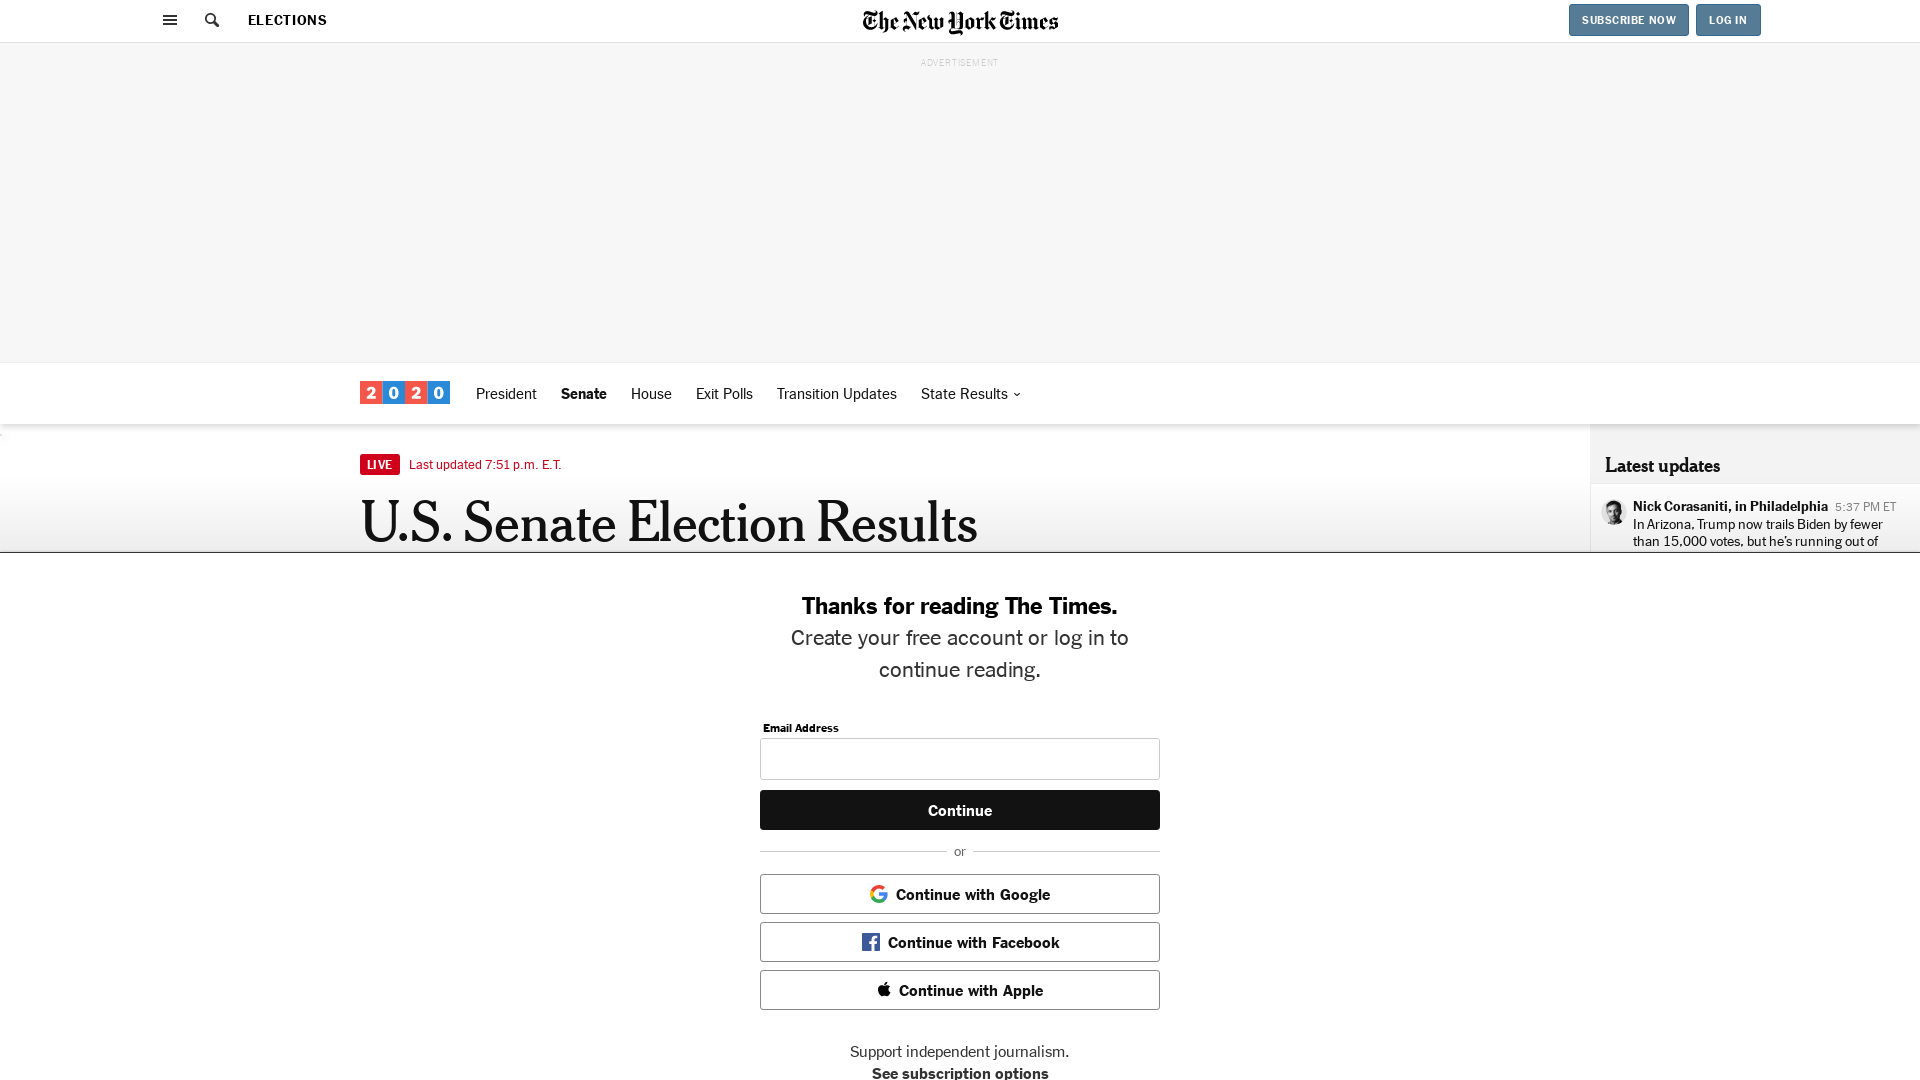 ELECTIONS
The New York Times
SUBSCRIBE NOW
LOG IN
ADVERTISEMENT
2020
President
Senate
House
Exit Polls
Transition Updates
State Results
LIVE
Last updated 7:51 p.m. E.T.
U.S. Senate Election Results
Latest updates
Nick Corasaniti, in Philadelphia 5:37 PM ET
In Arizona, Trump now trails Biden by fewer
than 15,000 votes, but he's running out of
Thanks for reading The Times.
Create your free account or log in to
continue reading.
Email Address
Continue
or
Continue with Google
Continue with Facebook
Continue with Apple
Support independent journalism.
See subscription options